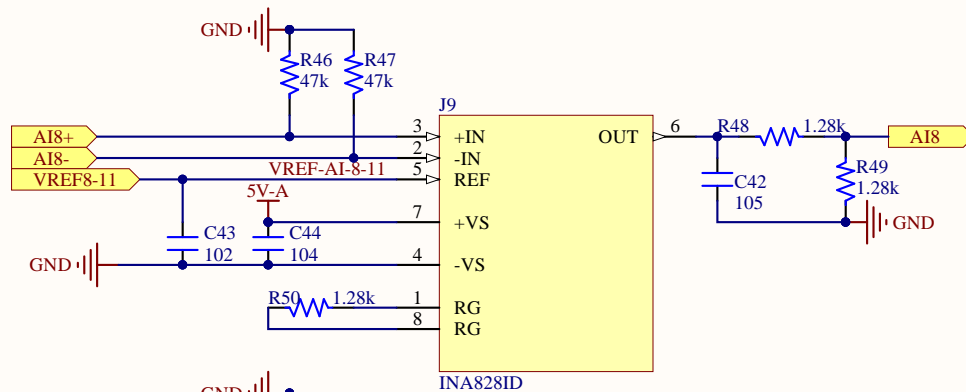 GND
R46
47k
R47
47k
J9
AI8+
3
+IN
OUT
6
R48
1.28k
AI8
AI8-
2
-IN
VREF-AI-8-11
VREF8-11
5
REF
R49
1.28k
5V-A
C42
105
7
+VS
GND
C43
102
C44
104
GND
4
-VS
R50
1.28k
1
RG
8
RG
INA828ID
GND